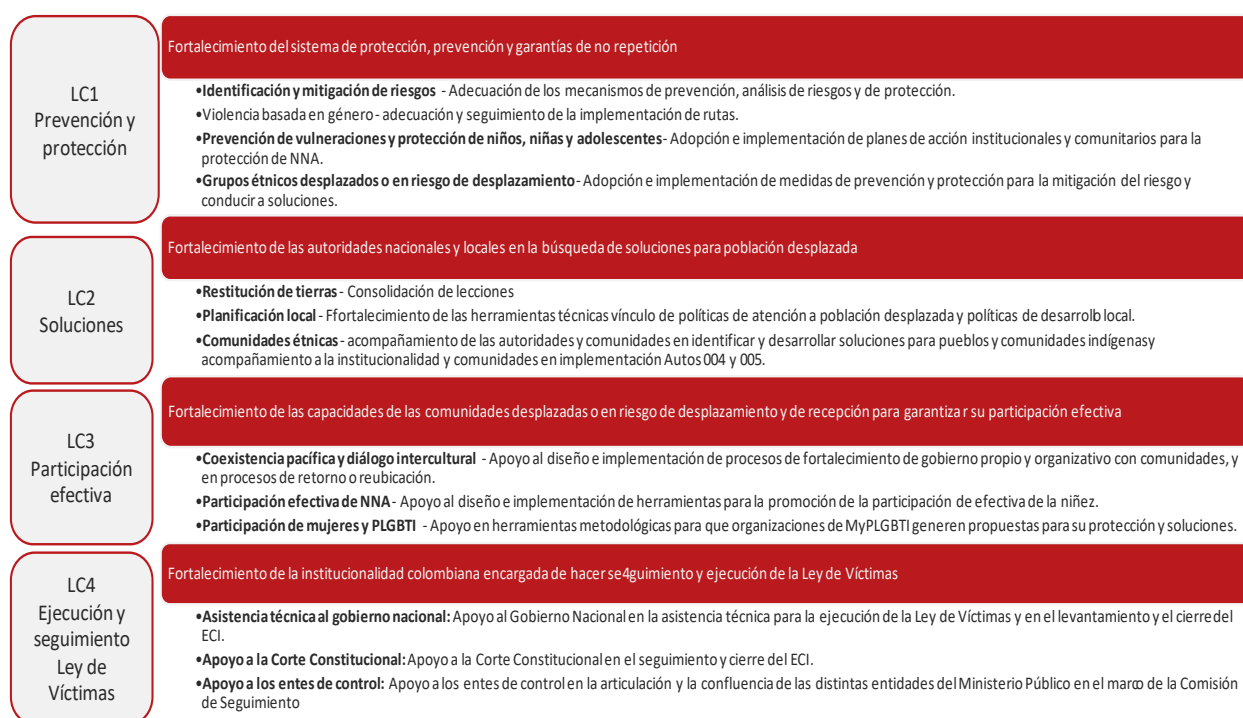 LC1
Prevención y
protección
Fortalecimiento del sistema de protección, prevención y garantías de no repetición
•Identificación y mitigación de riesgos - Adecuación de los mecanismos de prevención, análisis de riesgos y de protección.
•Violencia basada en género - adecuación y seguimiento de la implementación de rutas.
•Prevención de vulneraciones y protección de niños, niñas y adolescentes- Adopción e implementación de planes de acción institucionales y comunitarios para la
protección de NNA.
•Grupos étnicos desplazados o en riesgo de desplazamiento- Adopción e implementación de medidas de prevención y protección para la mitigación del riesgo y
conducir a soluciones.
LC2
Soluciones
Fortalecimiento de las autoridades nacionales y locales en la búsqueda de soluciones para población desplazada
•Restitución de tierras- Consolidación de lecciones
•Planificación local- Ffortalecimiento de las herramientas técnicas vínculo de políticas de atención a población desplazada y políticas de desarrollo local.
•Comunidades étnicas- acompañamiento de las autoridades y comunidades en identificar y desarrollar soluciones para pueblos y comunidades indígenasy
acompañamiento a la institucionalidad y comunidades en implementación Autos 004 y 005.
LC3
Participación
efectiva
Fortalecimiento de las capacidades de las comunidades desplazadas o en riesgo de desplazamiento y de recepción para garantizar su participación efectiva
•Coexistencia pacífica y diálogo intercultural - Apoyo al diseño e implementación de procesos de fortalecimiento de gobierno propio y organizativo con comunidades, y
en procesos de retorno o reubicación.
•Participación efectiva de NNA- Apoyo al diseño e implementación de herramientas para la promoción de la participación de efectiva de la niñez.
•Participación de mujeres y PLGBTI - Apoyo en herramientas metodológicas para que organizaciones de MyPLGBTI generen propuestas para su protección y soluciones.
LC4
Ejecución y
seguimiento
Ley de
Víctimas
Fortalecimiento de la institucionalidad colombiana encargada de hacer se4guimiento y ejecución de la Ley de Víctimas
•Asistencia técnica al gobierno nacional: Apoyo al Gobierno Nacional en la asistencia técnica para la ejecución de la Ley de Víctimas y en el levantamiento y el cierre del
ECI.
•Apoyo a la Corte Constitucional: Apoyo a la Corte Constitucional en el seguimiento y cierre del ECI.
•Apoyo a los entes de control: Apoyo a los entes de control en la articulación y la confluencia de las distintas entidades del Ministerio Público en el marco de la Comisión
de Seguimiento